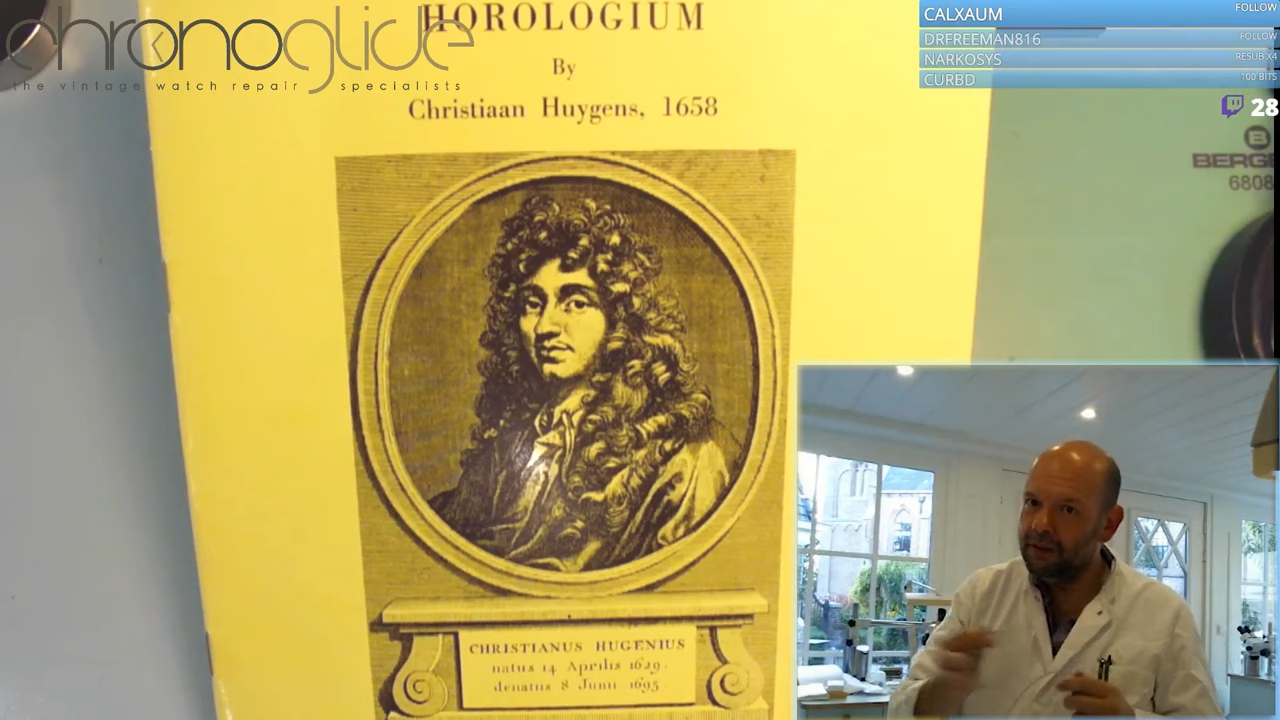 chronoglide
the vintage watch repair specialists
HOROLOGIUM
By
Christiaan Huygens, 1658
CHRISTIANUS HUGENIUS
natus 14 Aprilis 1629.
denatus 8 Junii 1695
CALXAUM FOLLOW
DRFREEMAN816 FOLLOW
NARKOSYS RESUB X4
CURBD 100 BITS
28
B
6808